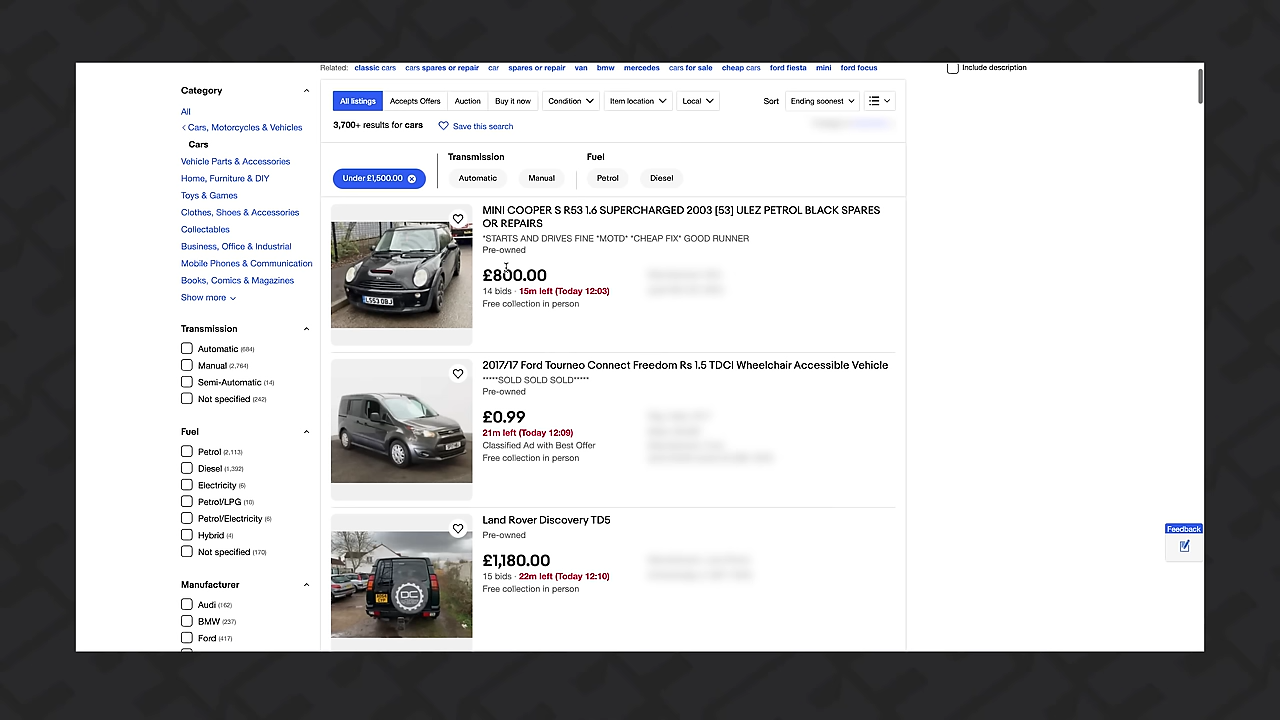 Related: classic cars cars spares or repair car spares or repair van bmw mercedes cars for sale cheap cars ford fiesta mini ford focus
Include description
Category
All
Cars, Motorcycles & Vehicles
Cars
Vehicle Parts & Accessories
Home, Furniture & DIY
Toys & Games
Clothes, Shoes & Accessories
Collectables
Business, Office & Industrial
Mobile Phones & Communication
Books, Comics & Magazines
Show more
Transmission
Automatic (684)
Manual (2,764)
Semi-Automatic (14)
Not specified (242)
Fuel
Petrol (2,113)
Diesel (1,392)
Electricity (6)
Petrol/LPG (10)
Petrol/Electricity (6)
Hybrid (4)
Not specified (170)
Manufacturer
Audi (162)
BMW (237)
Ford (417)
All listings Accepts Offers Auction Buy it now Condition Item location Local Sort Ending soonest
3,700+ results for cars Save this search
Transmission Fuel
Under £1,500.00 Automatic Manual Petrol Diesel
MINI COOPER S R53 1.6 SUPERCHARGED 2003 [53] ULEZ PETROL BLACK SPARES
OR REPAIRS
*STARTS AND DRIVES FINE *MOTD* *CHEAP FIX* GOOD RUNNER
Pre-owned
£800.00
14 bids · 15m left (Today 12:03)
Free collection in person
2017/17 Ford Tourneo Connect Freedom Rs 1.5 TDCi Wheelchair Accessible Vehicle
*****SOLD SOLD SOLD*****
Pre-owned
£0.99
21m left (Today 12:09)
Classified Ad with Best Offer
Free collection in person
Land Rover Discovery TD5
Pre-owned
£1,180.00
15 bids · 22m left (Today 12:10)
Free collection in person
LS53 OBJ
DC
Feedback